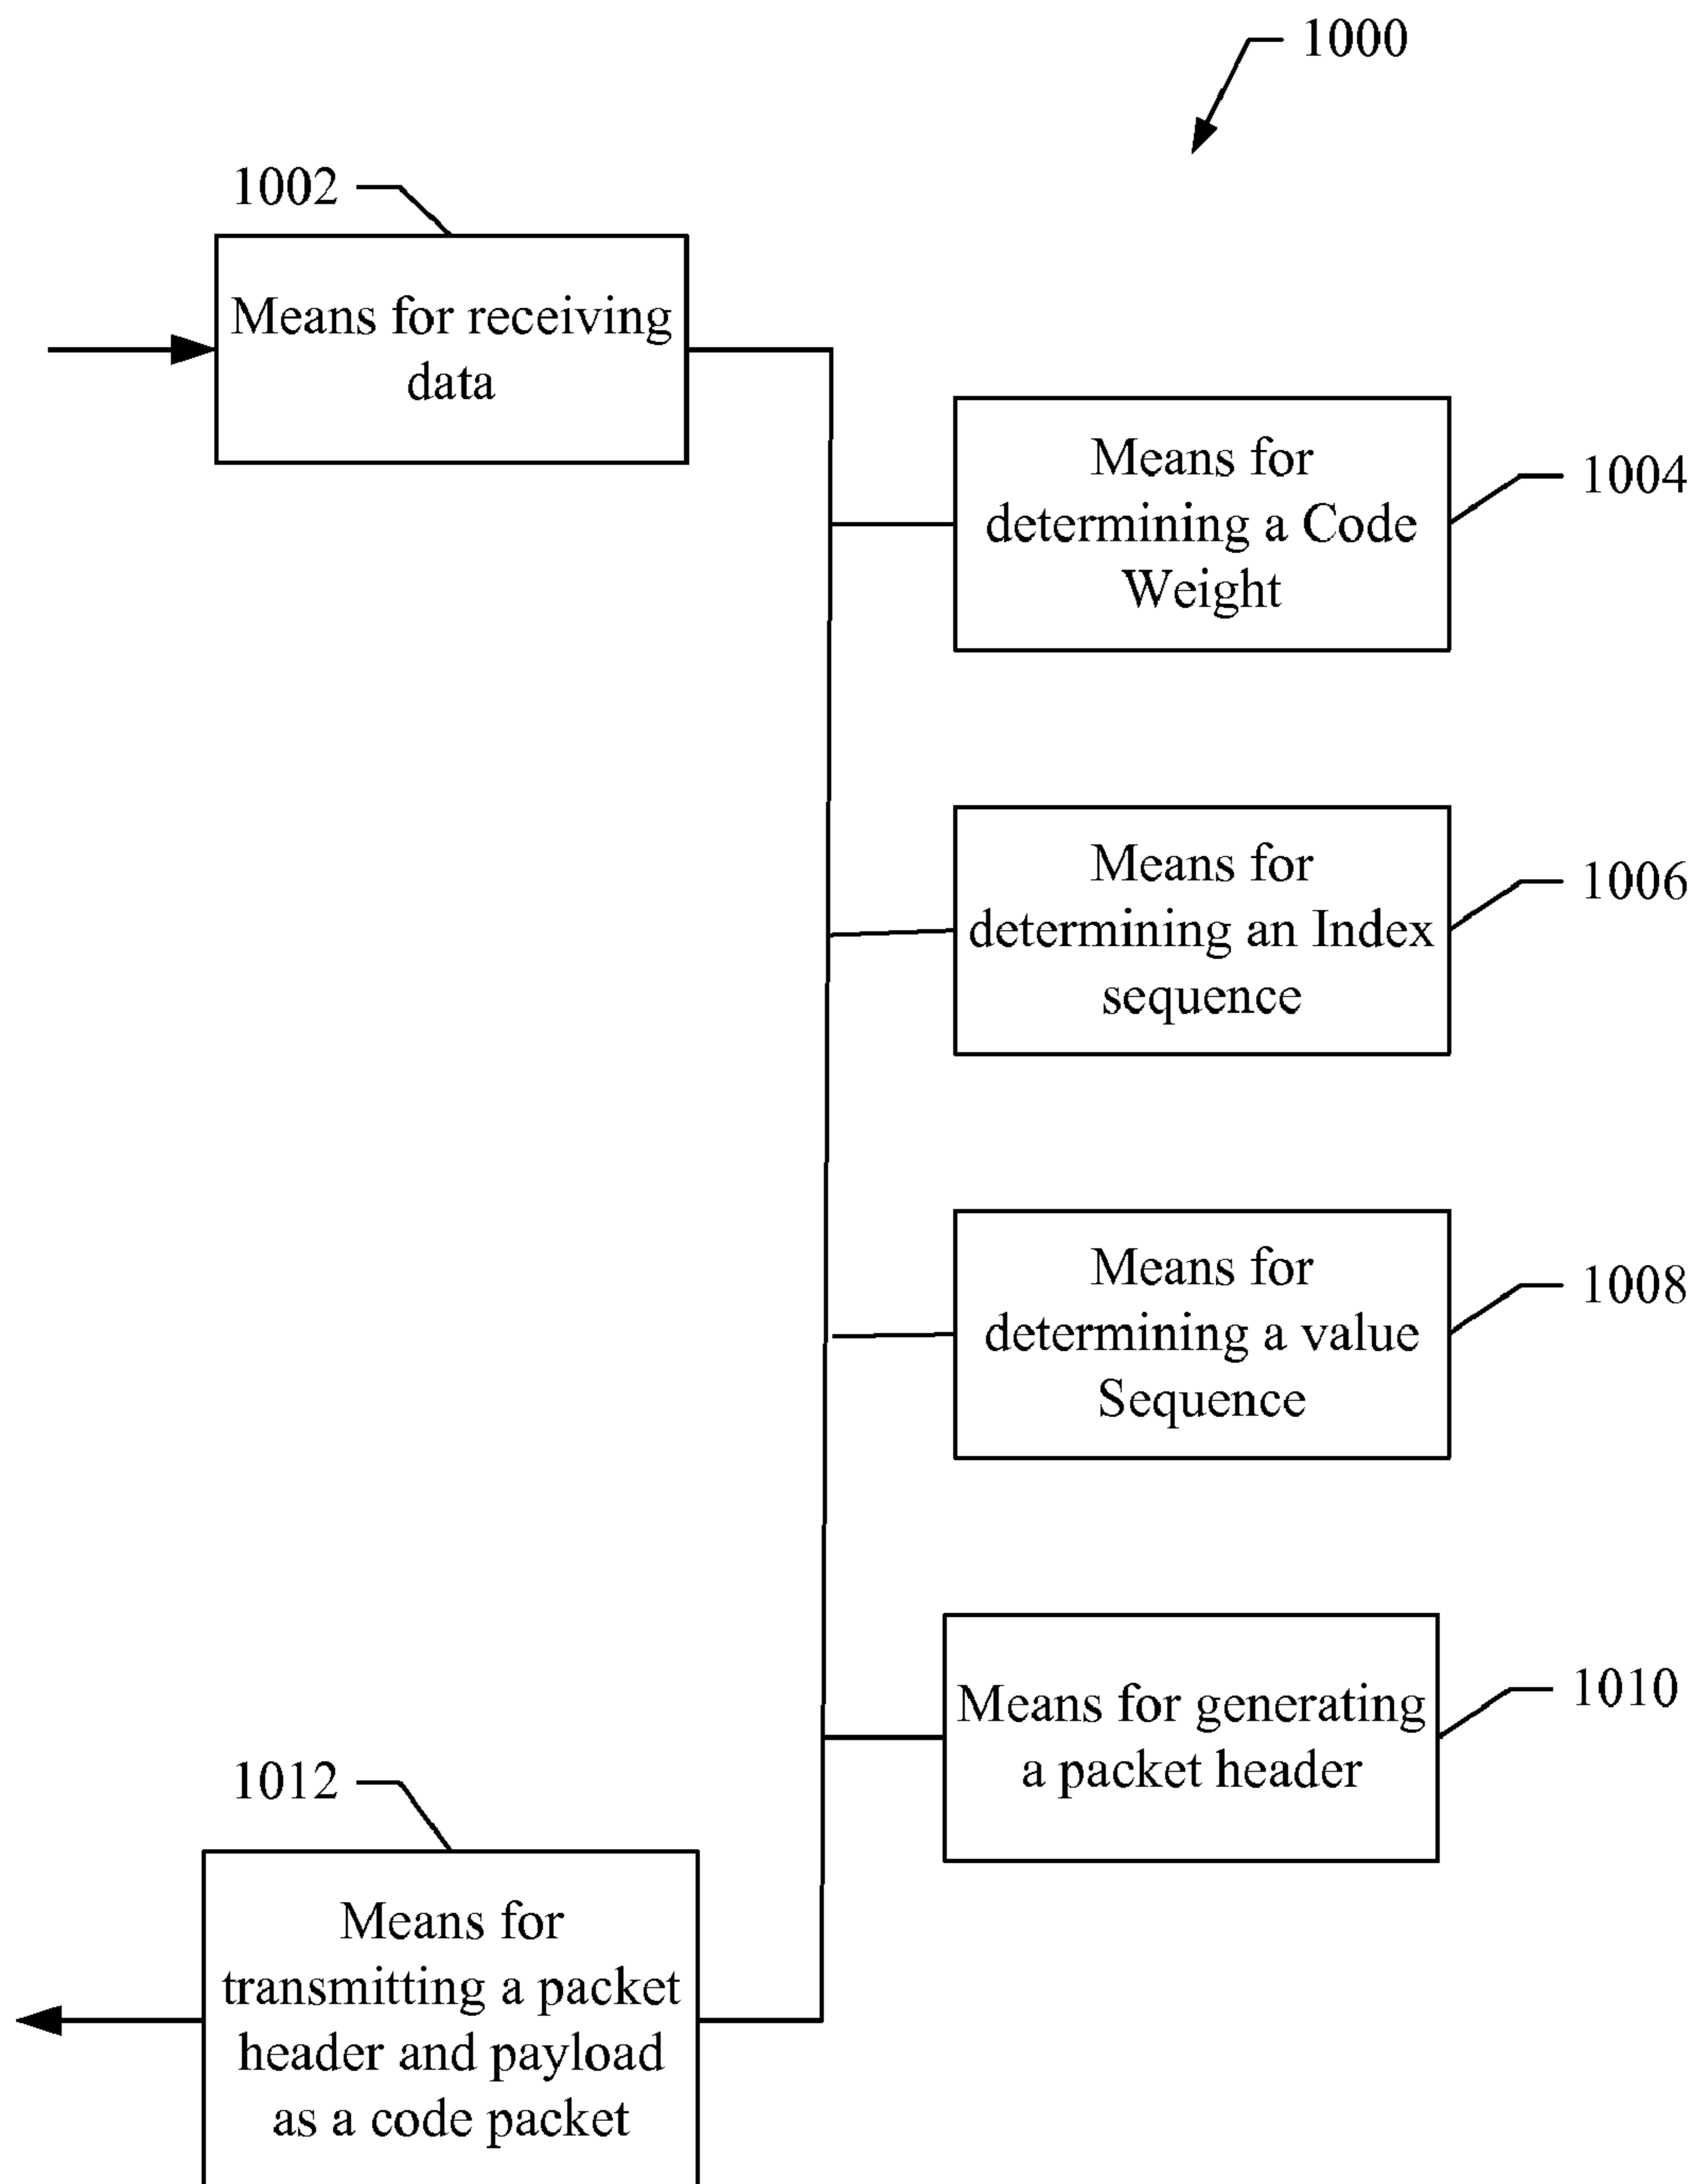 1000
1002
Means for receiving
data
Means for
determining a Code
Weight
1004
Means for
determining an Index
sequence
1006
Means for
determining a value
Sequence
1008
Means for generating
a packet header
1010
1012
Means for
transmitting a packet
header and payload
as a code packet